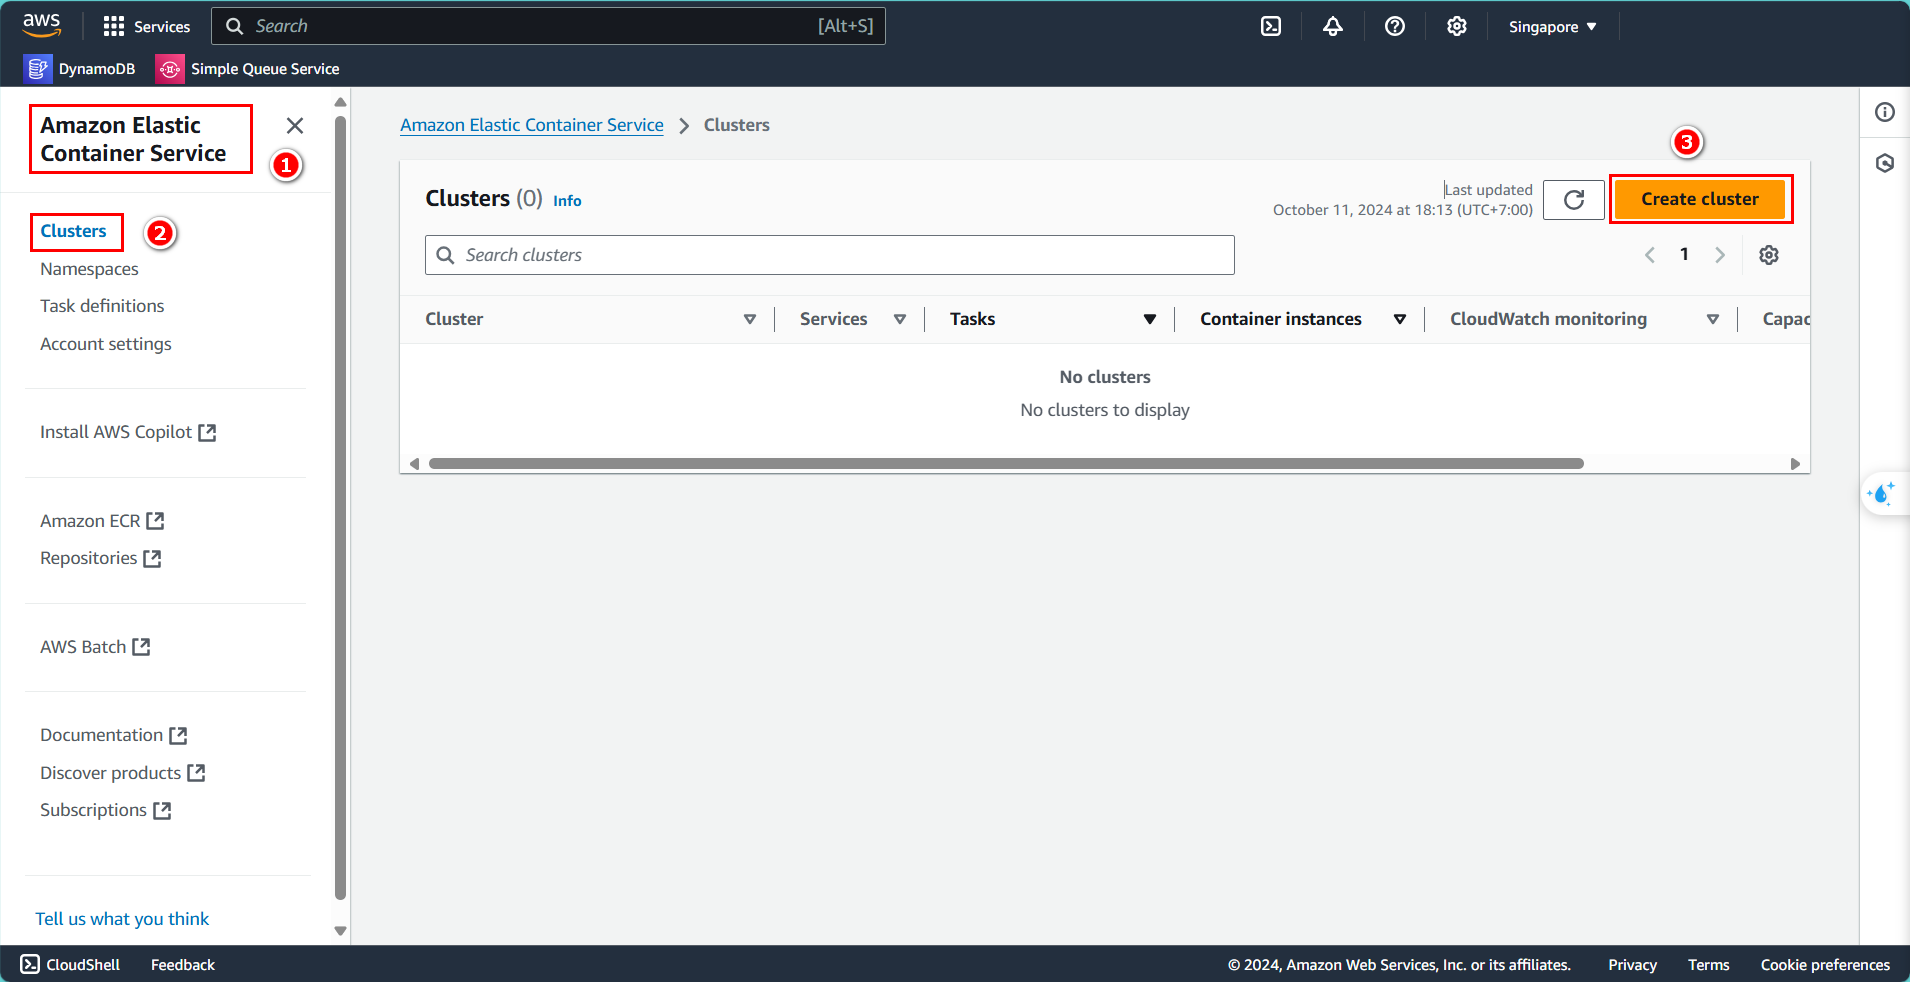 aws
Services
Search
[Alt+S]
Singapore
DynamoDB
Simple Queue Service
Amazon Elastic
Container Service
1
Clusters
2
Namespaces
Task definitions
Account settings
Install AWS Copilot
Amazon ECR
Repositories
AWS Batch
Documentation
Discover products
Subscriptions
Tell us what you think
Amazon Elastic Container Service
Clusters
3
Clusters (0) Info
Last updated
October 11, 2024 at 18:13 (UTC+7:00)
Create cluster
Search clusters
1
Cluster
Services
Tasks
Container instances
CloudWatch monitoring
Capac
No clusters
No clusters to display
CloudShell
Feedback
© 2024, Amazon Web Services, Inc. or its affiliates.
Privacy
Terms
Cookie preferences